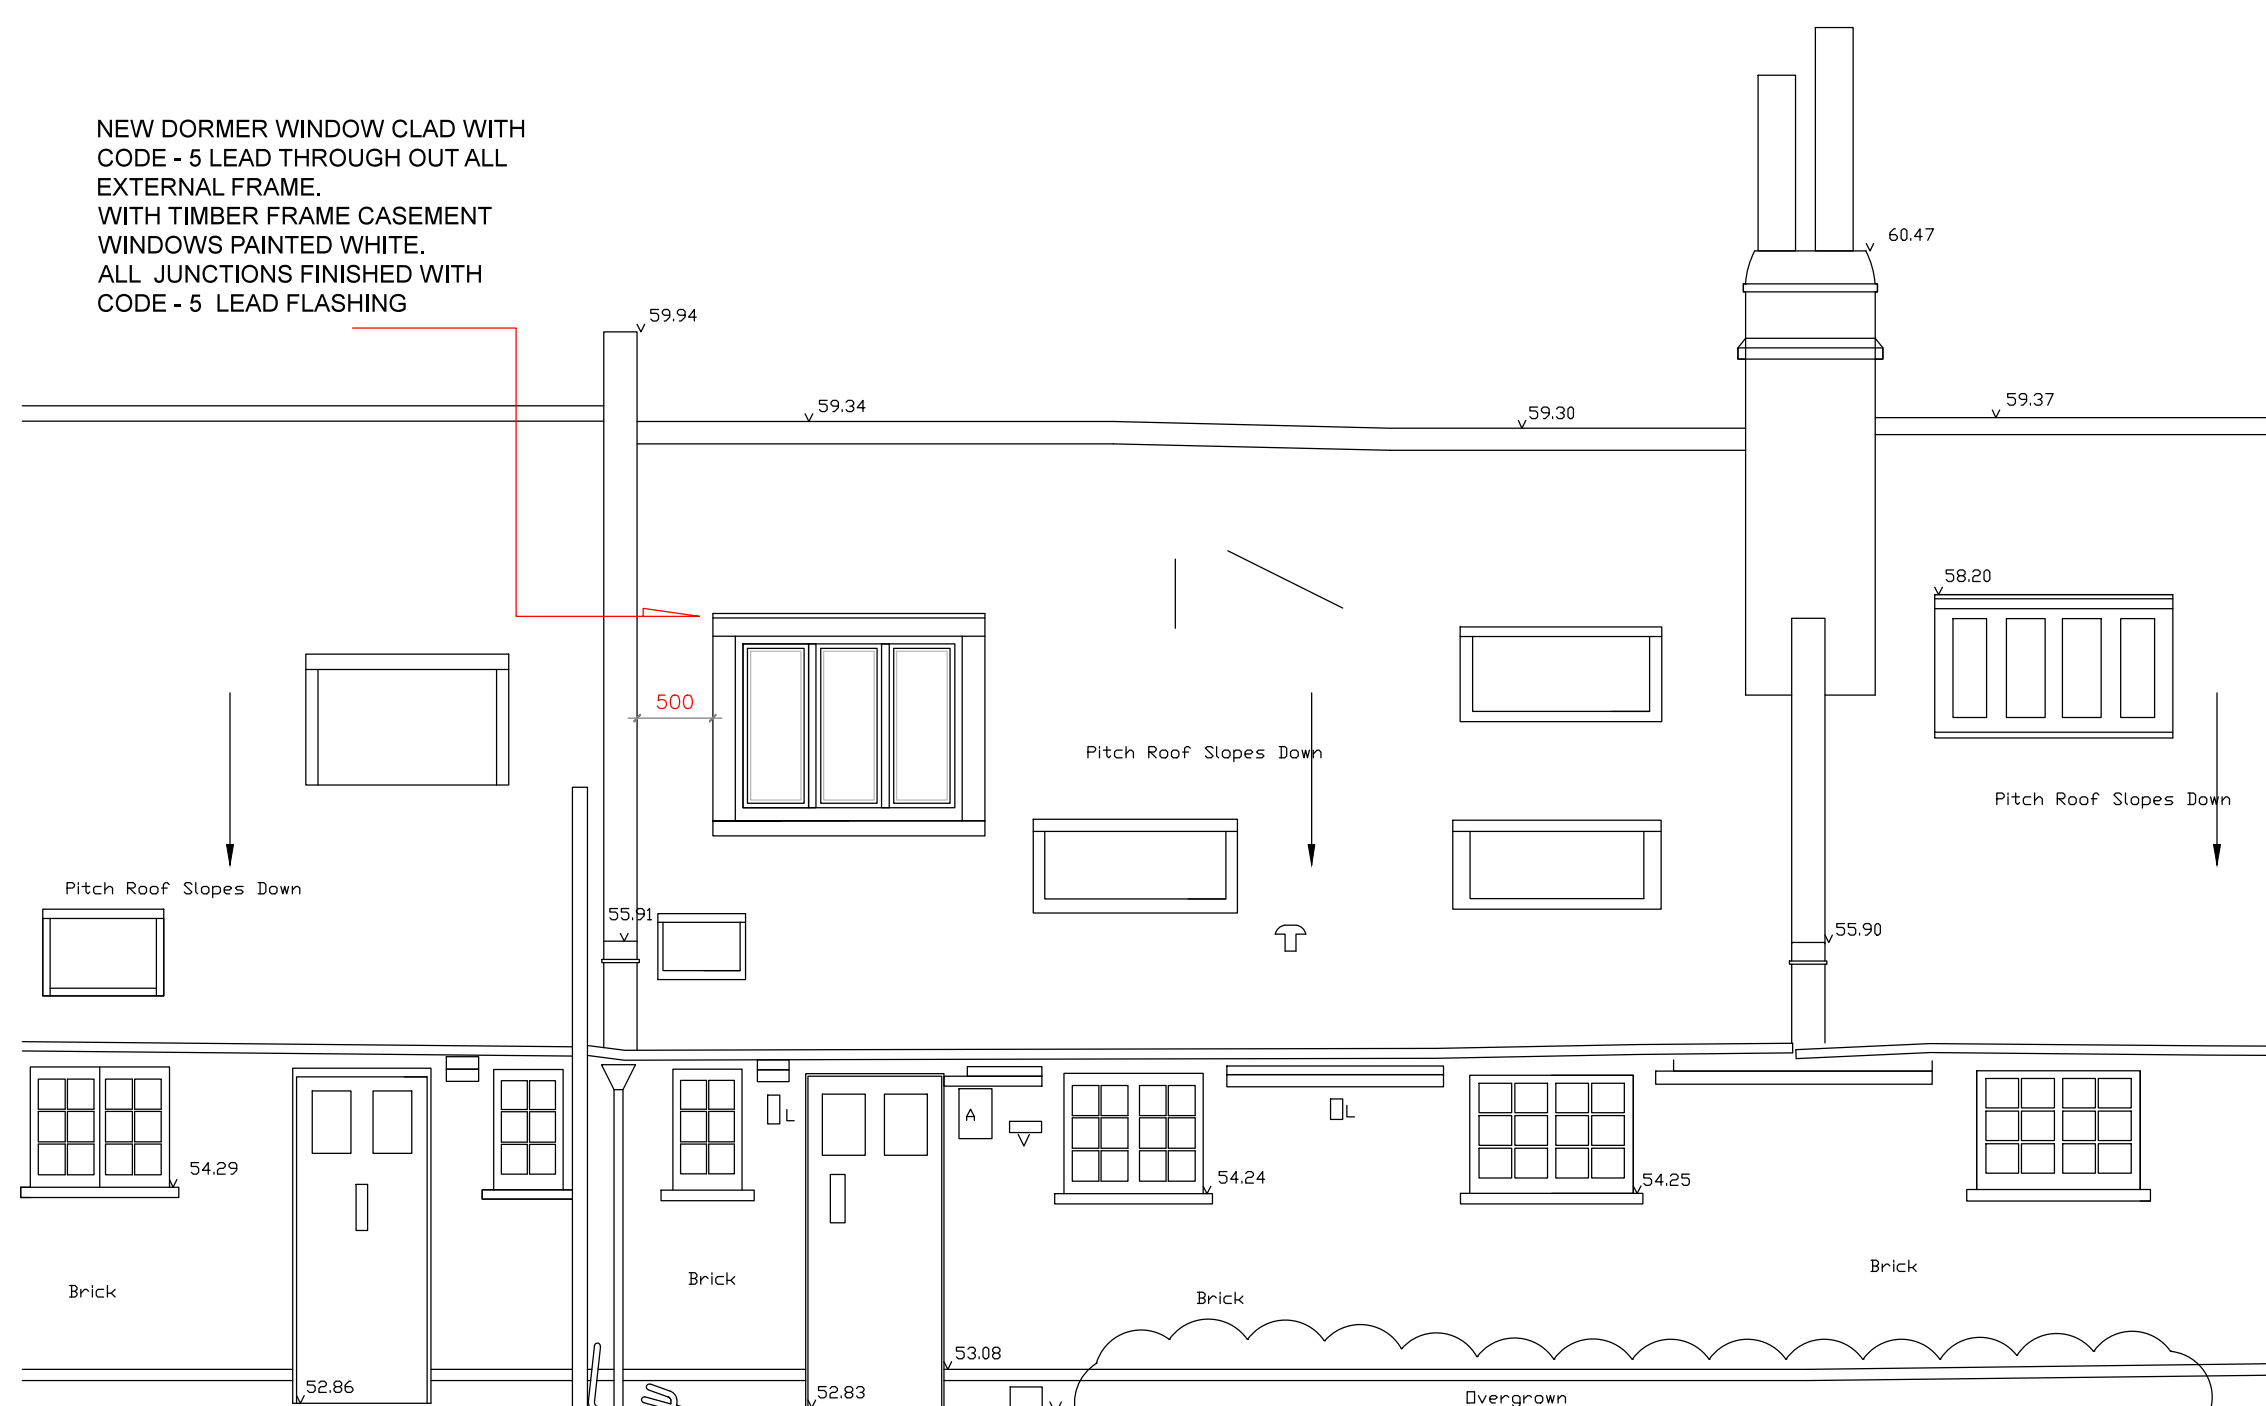 NEW DORMER WINDOW CLAD WITH
CODE - 5 LEAD THROUGH OUT ALL
EXTERNAL FRAME.
WITH TIMBER FRAME CASEMENT
WINDOWS PAINTED WHITE.
ALL JUNCTIONS FINISHED WITH
CODE - 5 LEAD FLASHING
60.47
59.94
59.34
59.30
59.37
58.20
500
Pitch Roof Slopes Down
Pitch Roof Slopes Down
Pitch Roof Slopes Down
55.91
55.90
L
A
L
54.29
54.24
54.25
Brick
Brick
Brick
Brick
53.08
52.86
52.83
Overgrown